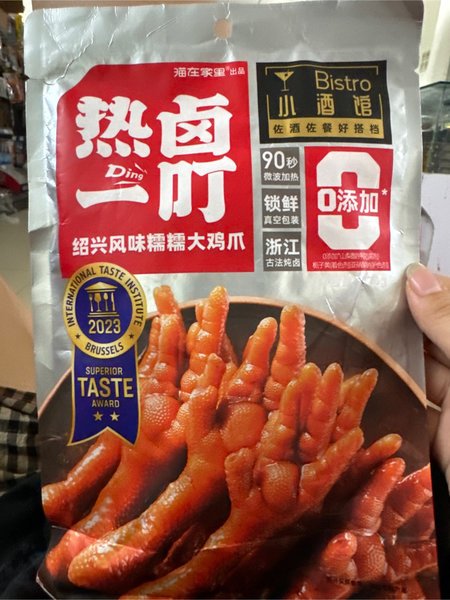 猫在家里®出品
热卤
一叮
Ding
绍兴风味糯糯大鸡爪
Bistro
小酒馆
佐酒佐餐好搭档
90秒
微波加热
锁鲜
真空包装
浙江
古法炖卤
0添加*
INTERNATIONAL TASTE INSTITUTE
2023
BRUSSELS
SUPERIOR
TASTE
AWARD